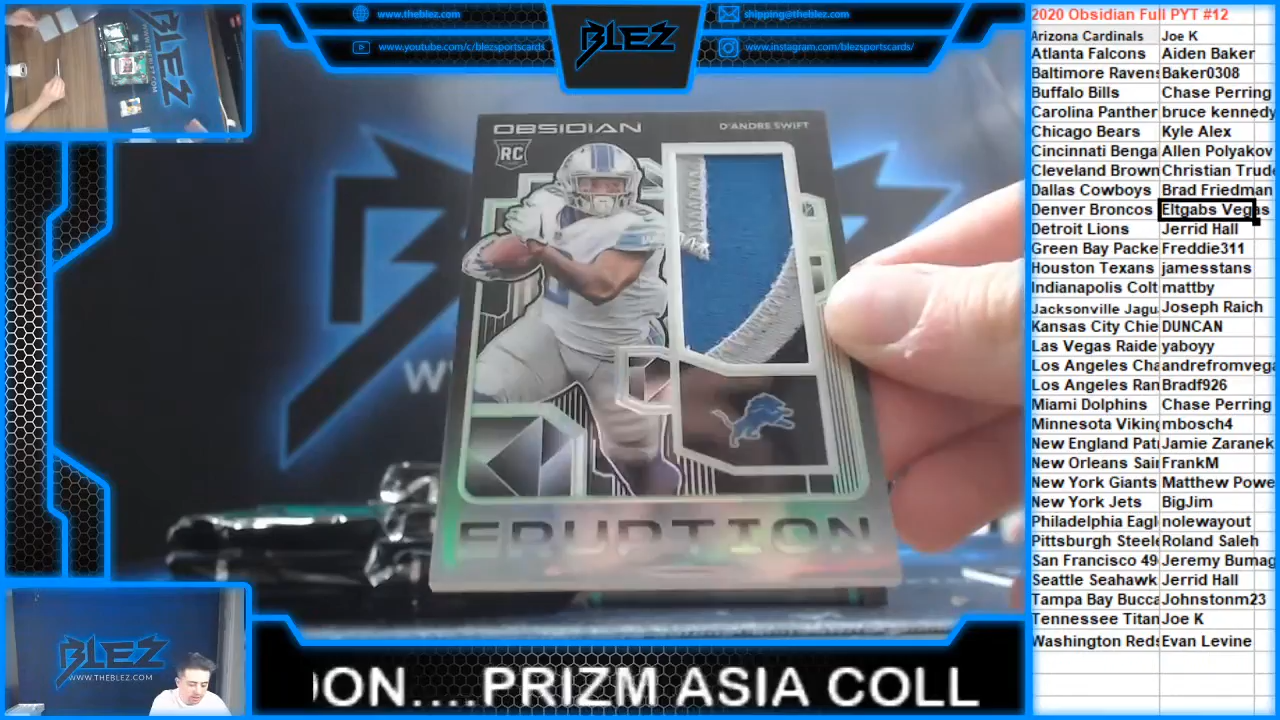 www.theblez.com
www.youtube.com/c/blezsportscards
BLEZ
shipping@theblez.com
www.instagram.com/blezsportscards/
OBSIDIAN
D'ANDRE SWIFT
RC
ERUPTION
BLEZ
WWW.THEBLEZ.COM
ON....PRIZM ASIA COLL
2020 Obsidian Full PYT #12
Arizona Cardinals Joe K
Atlanta Falcons Aiden Baker
Baltimore Ravens Baker0308
Buffalo Bills Chase Perring
Carolina Panther bruce kennedy
Chicago Bears Kyle Alex
Cincinnati Benga Allen Polyakov
Cleveland Brown Christian Trude
Dallas Cowboys Brad Friedman
Denver Broncos Eltgabs Vegas
Detroit Lions Jerrid Hall
Green Bay Packe Freddie311
Houston Texans jamesstans
Indianapolis Colt mattby
Jacksonville Jagua Joseph Raich
Kansas City Chie DUNCAN
Las Vegas Raide yaboyy
Los Angeles Cha andrefromvega
Los Angeles Ran Bradf926
Miami Dolphins Chase Perring
Minnesota Viking mbosch4
New England Patr Jamie Zaranek
New Orleans Sain FrankM
New York Giants Matthew Powe
New York Jets BigJim
Philadelphia Eagl nolewayout
Pittsburgh Steele Roland Saleh
San Francisco 49 Jeremy Bumag
Seattle Seahawk Jerrid Hall
Tampa Bay Bucca Johnstonm23
Tennessee Titan Joe K
Washington Reds Evan Levine